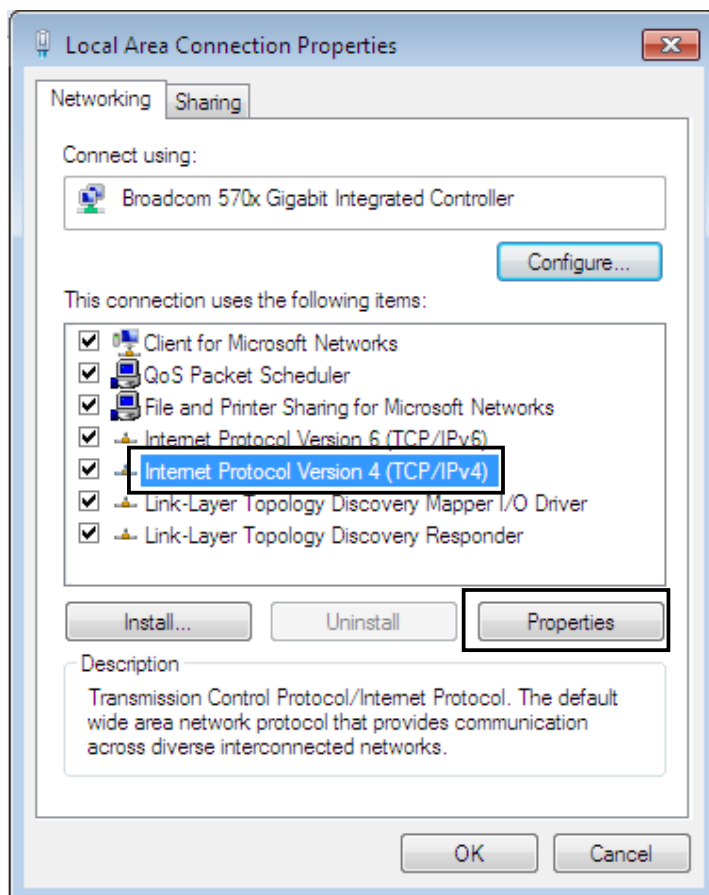 Local Area Connection Properties
Networking
Sharing
Connect using:
Broadcom 570x Gigabit Integrated Controller
Configure...
This connection uses the following items:
Client for Microsoft Networks
QoS Packet Scheduler
File and Printer Sharing for Microsoft Networks
Internet Protocol Version 6 (TCP/IPv6)
Internet Protocol Version 4 (TCP/IPv4)
Link-Layer Topology Discovery Mapper I/O Driver
Link-Layer Topology Discovery Responder
Install...
Uninstall
Properties
Description
Transmission Control Protocol/Internet Protocol. The default
wide area network protocol that provides communication
across diverse interconnected networks.
OK
Cancel